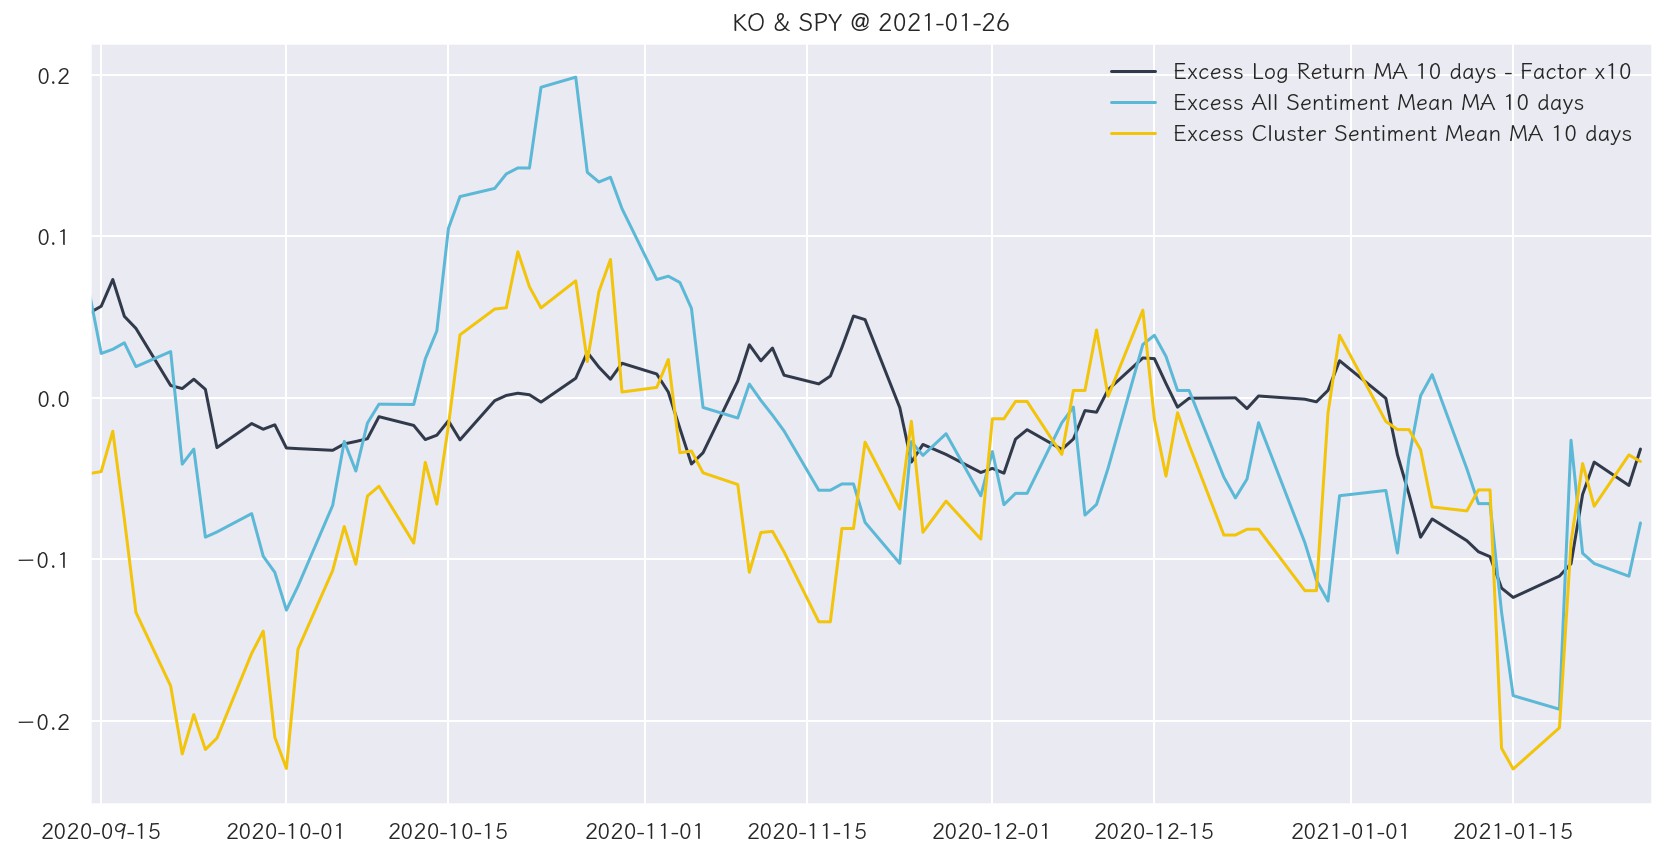 KO & SPY @ 2021-01-26
Excess Log Return MA 10 days - Factor x10
Excess All Sentiment Mean MA 10 days
Excess Cluster Sentiment Mean MA 10 days
0.2
0.1
0.0
−0.1
−0.2
2020-09-15 2020-10-01 2020-10-15 2020-11-01 2020-11-15 2020-12-01 2020-12-15 2021-01-01 2021-01-15